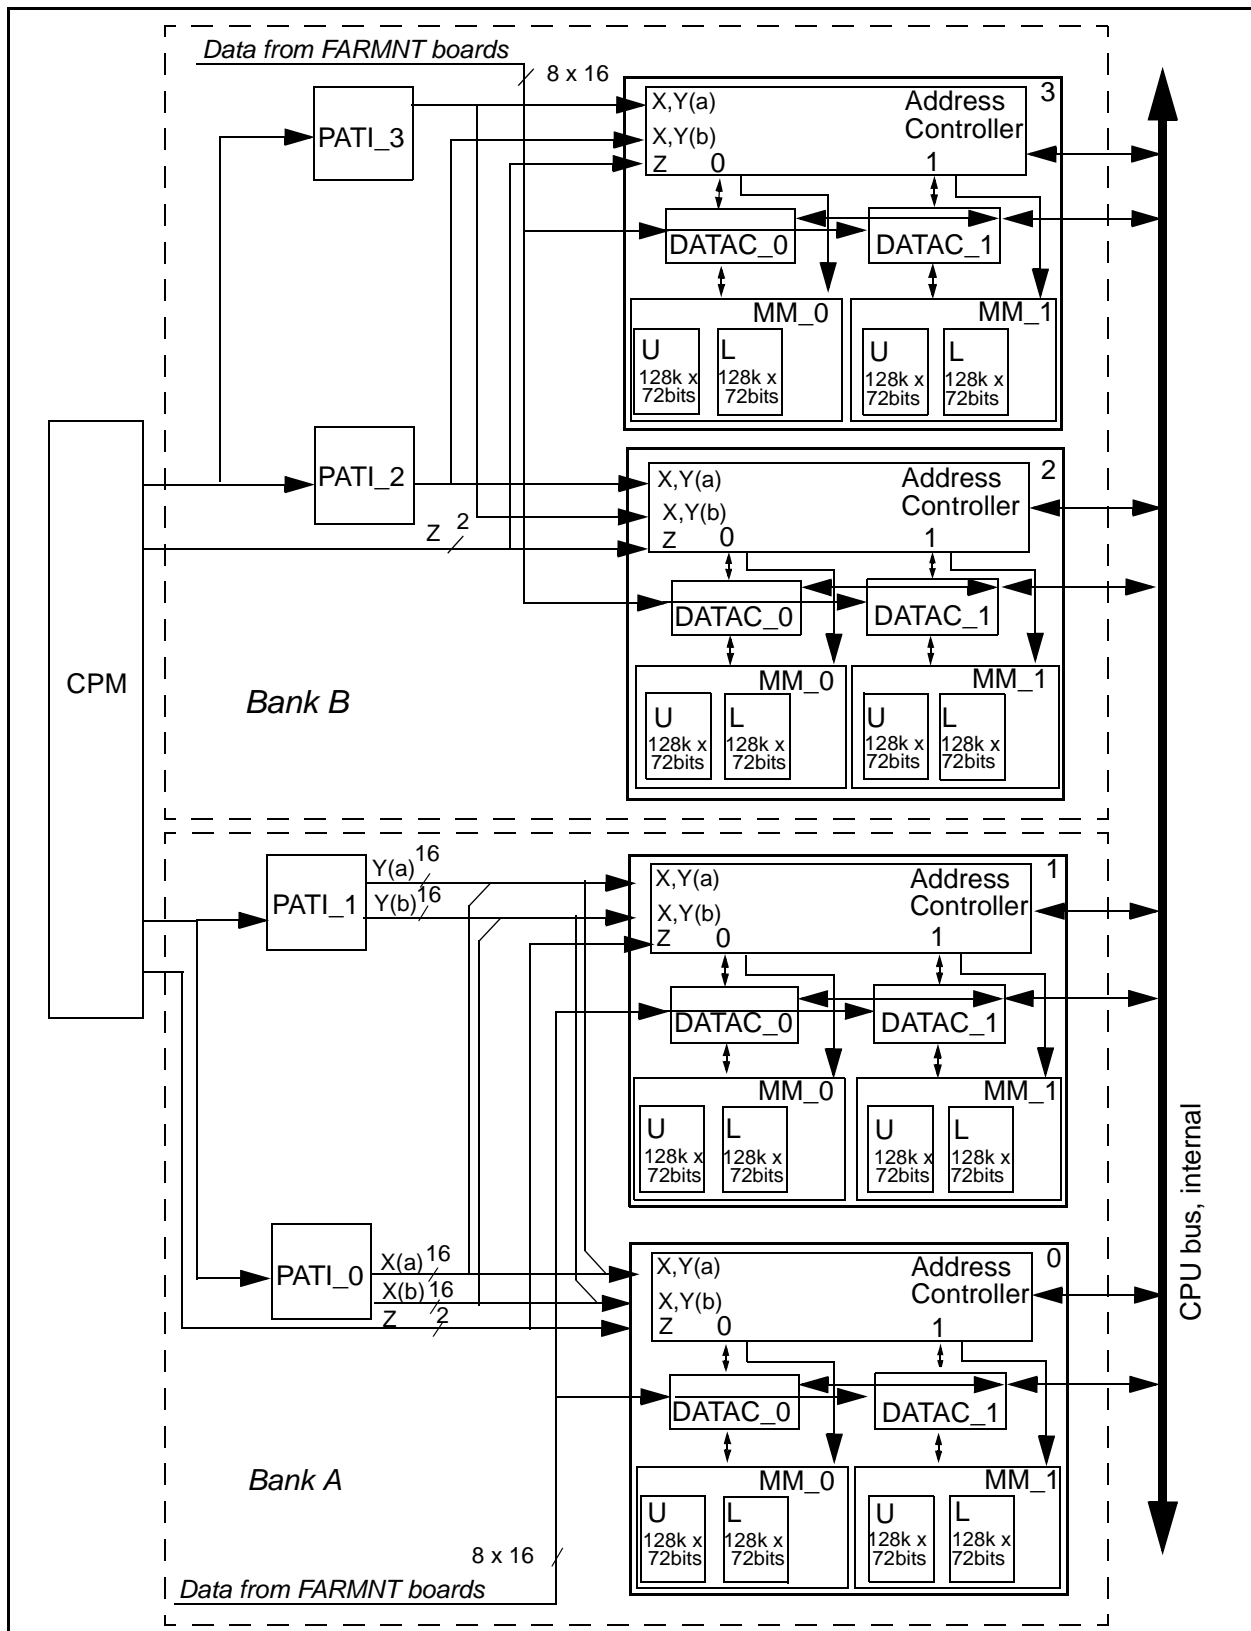 Data from FARMNT boards
8 x 16
PATI_3
X,Y(a)
Address
3
Controller
X,Y(b)
Z
0
1
DATAC_0
DATAC_1
MM_0
MM_1
U
L
U
L
128k x
128k x
128k x
128k x
72bits
72bits
72bits
72bits
PATI_2
X,Y(a)
Address
2
Controller
X,Y(b)
Z
2
Z
0
1
DATAC_0
DATAC_1
CPM
Bank B
MM_0
MM_1
U
L
U
L
128k x
128k x
128k x
128k x
72bits
72bits
72bits
72bits
PATI_1
Y(a)
16
Y(b)
16
X,Y(a)
Address
1
Controller
X,Y(b)
Z
0
1
DATAC_0
DATAC_1
MM_0
MM_1
U
L
U
L
128k x
128k x
128k x
128k x
72bits
72bits
72bits
72bits
CPU bus, internal
PATI_0
X(a)
16
X(b)
16
Z
2
X,Y(a)
Address
0
Controller
X,Y(b)
Z
0
1
DATAC_0
DATAC_1
Bank A
MM_0
MM_1
U
L
U
L
128k x
128k x
128k x
128k x
72bits
72bits
72bits
72bits
8 x 16
Data from FARMNT boards